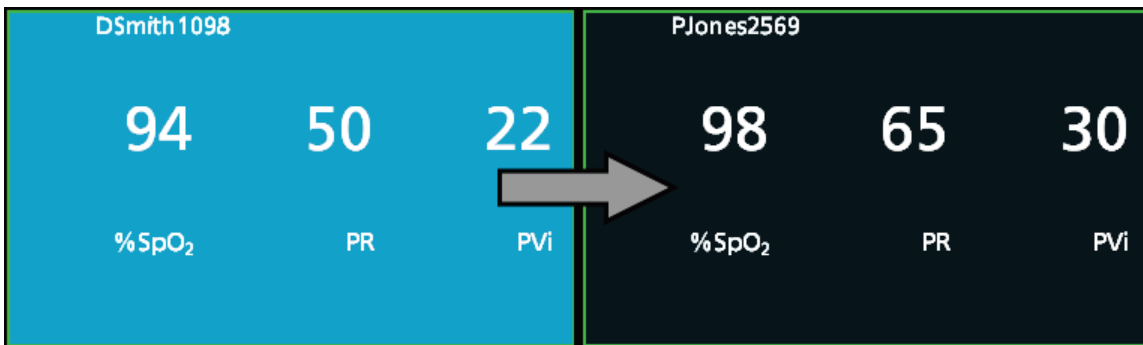 DSmith1098
94 50 22
%SpO₂ PR PVi
PJones2569
98 65 30
%SpO₂ PR PVi